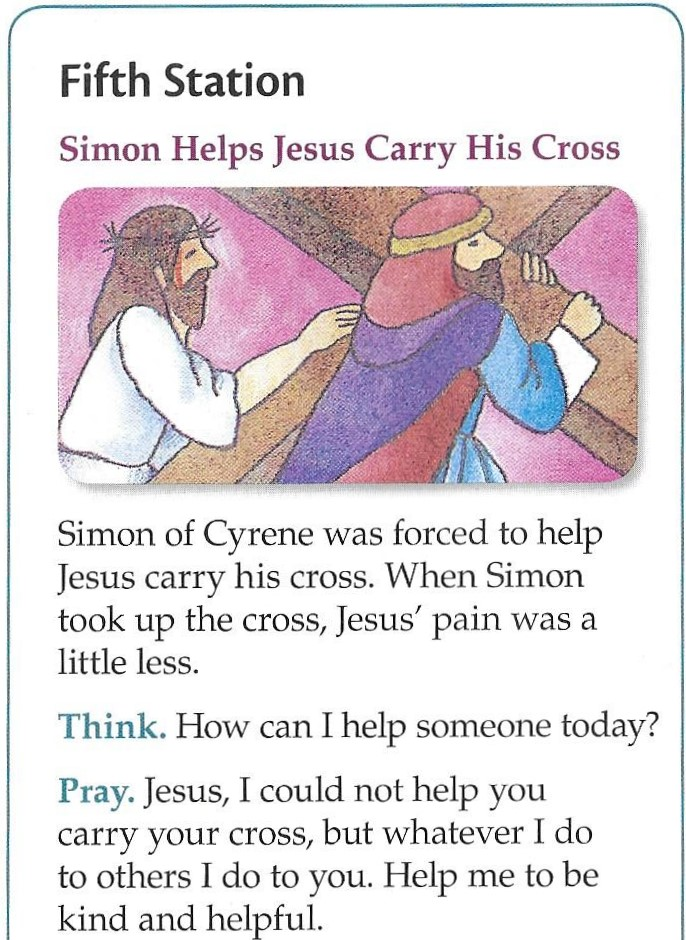 Fifth Station
Simon Helps Jesus Carry His Cross
Simon of Cyrene was forced to help
Jesus carry his cross. When Simon
took up the cross, Jesus’ pain was a
little less.
Think. How can I help someone today?
Pray. Jesus, I could not help you
carry your cross, but whatever I do
to others I do to you. Help me to be
kind and helpful.